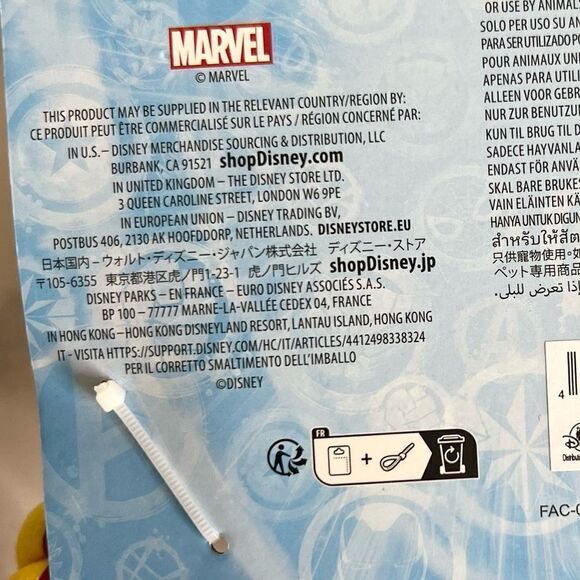 MARVEL
© MARVEL
THIS PRODUCT MAY BE SUPPLIED IN THE RELEVANT COUNTRY/REGION BY:
CE PRODUIT PEUT ÊTRE COMMERCIALISÉ SUR LE PAYS / RÉGION CONCERNÉ PAR:
IN U.S.– DISNEY MERCHANDISE SOURCING & DISTRIBUTION, LLC
BURBANK, CA 91521 shopDisney.com
IN UNITED KINGDOM – THE DISNEY STORE LTD.
3 QUEEN CAROLINE STREET, LONDON W6 9PE
IN EUROPEAN UNION – DISNEY TRADING BV,
POSTBUS 406, 2130 AK HOOFDDORP, NETHERLANDS. DISNEYSTORE.EU
日本国内 – ウォルト・ディズニー・ジャパン株式会社 ディズニー・ストア
〒105-6355 東京都港区虎ノ門1-23-1 虎ノ門ヒルズ shopDisney.jp
DISNEY PARKS – EN FRANCE – EURO DISNEY ASSOCIÉS S.A.S.
BP 100 – 77777 MARNE-LA-VALLÉE CEDEX 04, FRANCE
IN HONG KONG – HONG KONG DISNEYLAND RESORT, LANTAU ISLAND, HONG KONG
IT - VISITA HTTPS://SUPPORT.DISNEY.COM/HC/IT/ARTICLES/4412498338324
PER IL CORRETTO SMALTIMENTO DELL'IMBALLO
©DISNEY
FR
+
OR USE BY ANIMALS
SOLO PER USO SU
PARA SER UTILIZADO
POUR ANIMAUX
APENAS PARA
ALLEEN VOOR
NUR ZUR BENUTZUN
KUN TIL BRUG TIL
SADECE HAYVANLA
ENDAST FÖR ANVÄ
SKAL BARE BRUKES
VAIN ELÄINTEN
HANYA UNTUK
สำหรับให้สัต
只供寵物使用。
ペット専用商品
إذا تعرض للبلى.
4
Distribut
FAC-0